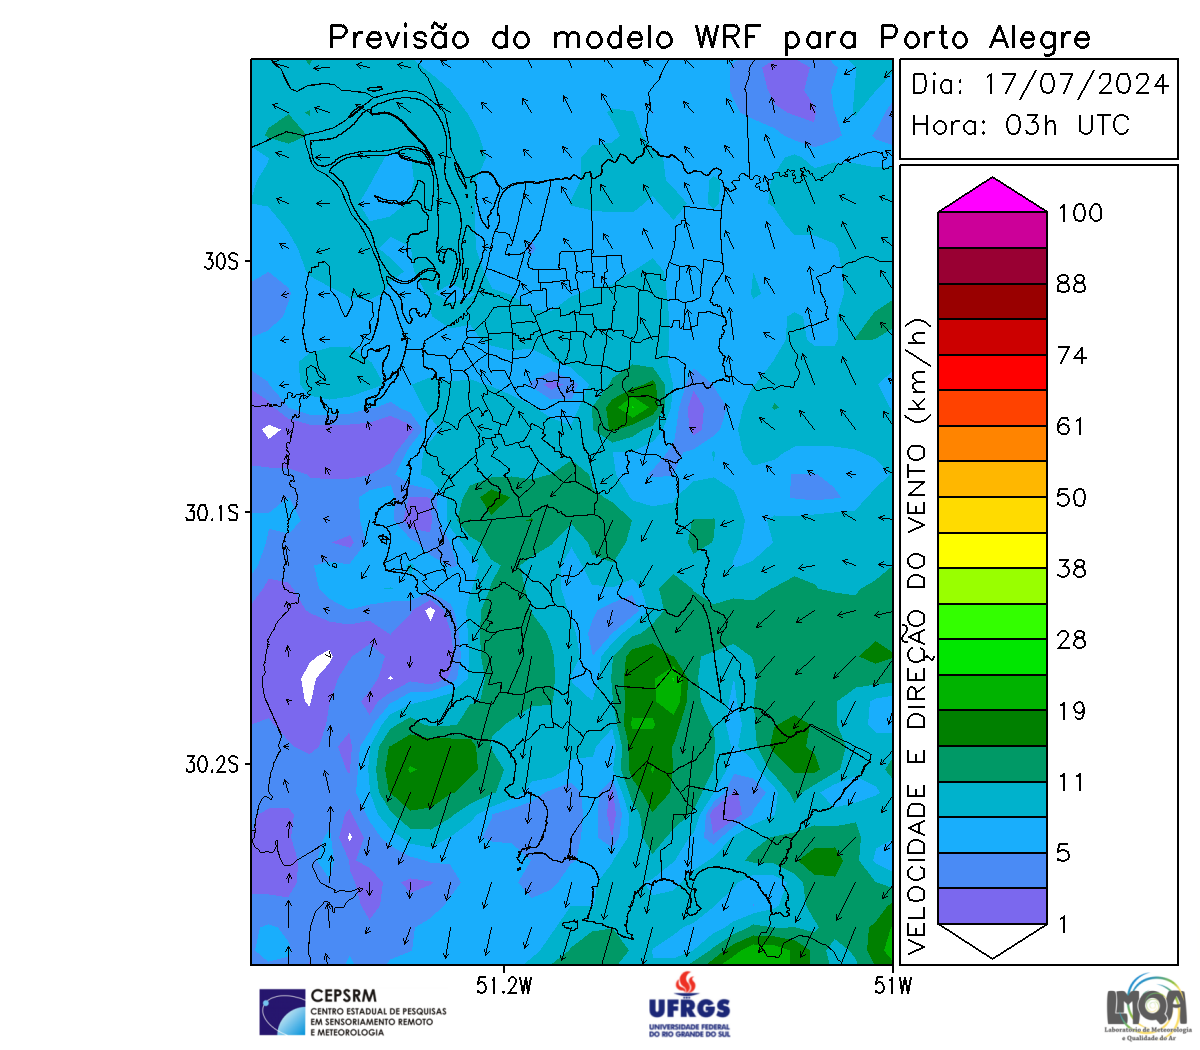 Previsão do modelo WRF para Porto Alegre
Dia: 17/07/2024
Hora: 03h UTC
30S
30.1S
30.2S
51.2W
51W
VELOCIDADE E DIREÇÃO DO VENTO (km/h)
100
88
74
61
50
38
28
19
11
5
1
CEPSRM
CENTRO ESTADUAL DE PESQUISAS
EM SENSORIAMENTO REMOTO
E METEOROLOGIA
UFRGS
UNIVERSIDADE FEDERAL
DO RIO GRANDE DO SUL
LMQA
Laboratório de Meteorologia
e Qualidade do Ar